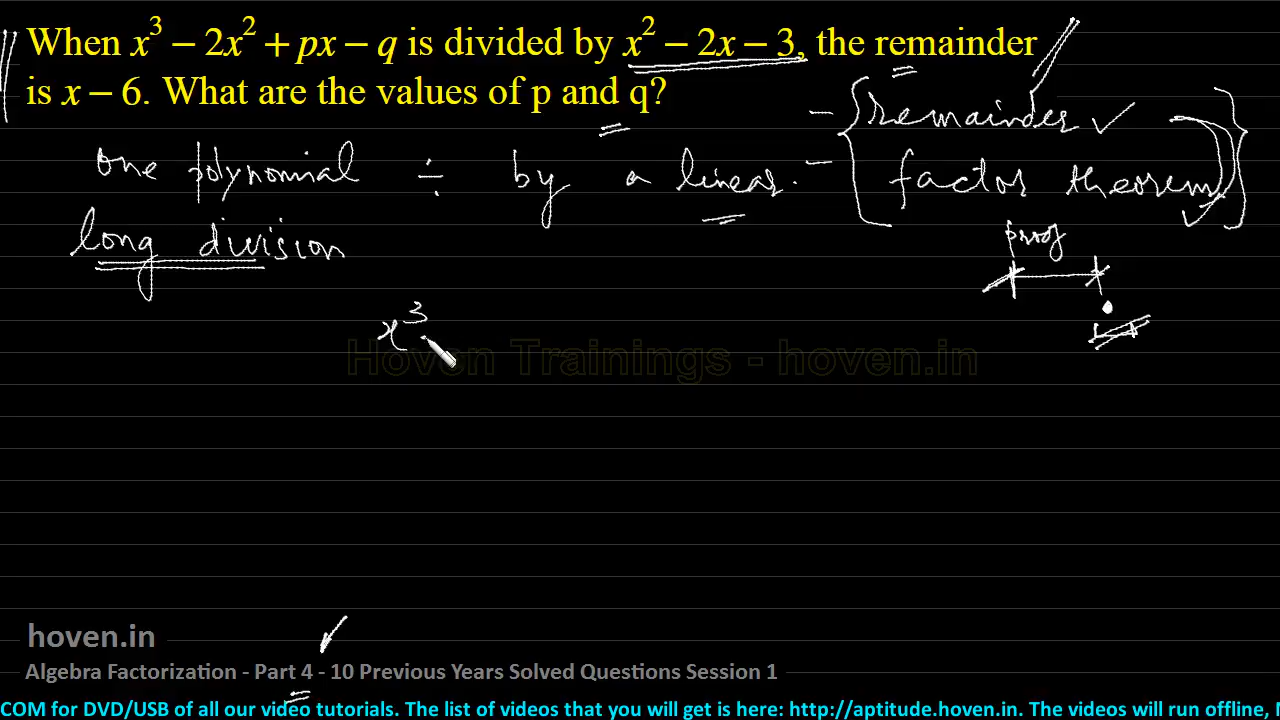 When x³ − 2x² + px − q is divided by x² − 2x − 3, the remainder
is x − 6. What are the values of p and q?
remainder ✓
one polynomial ÷ by a linear.
factor theorem
long division
proof
x³
Hoven Trainings - hoven.in
hoven.in
Algebra Factorization - Part 4 - 10 Previous Years Solved Questions Session 1
COM for DVD/USB of all our video tutorials. The list of videos that you will get is here: http://aptitude.hoven.in. The videos will run offline,